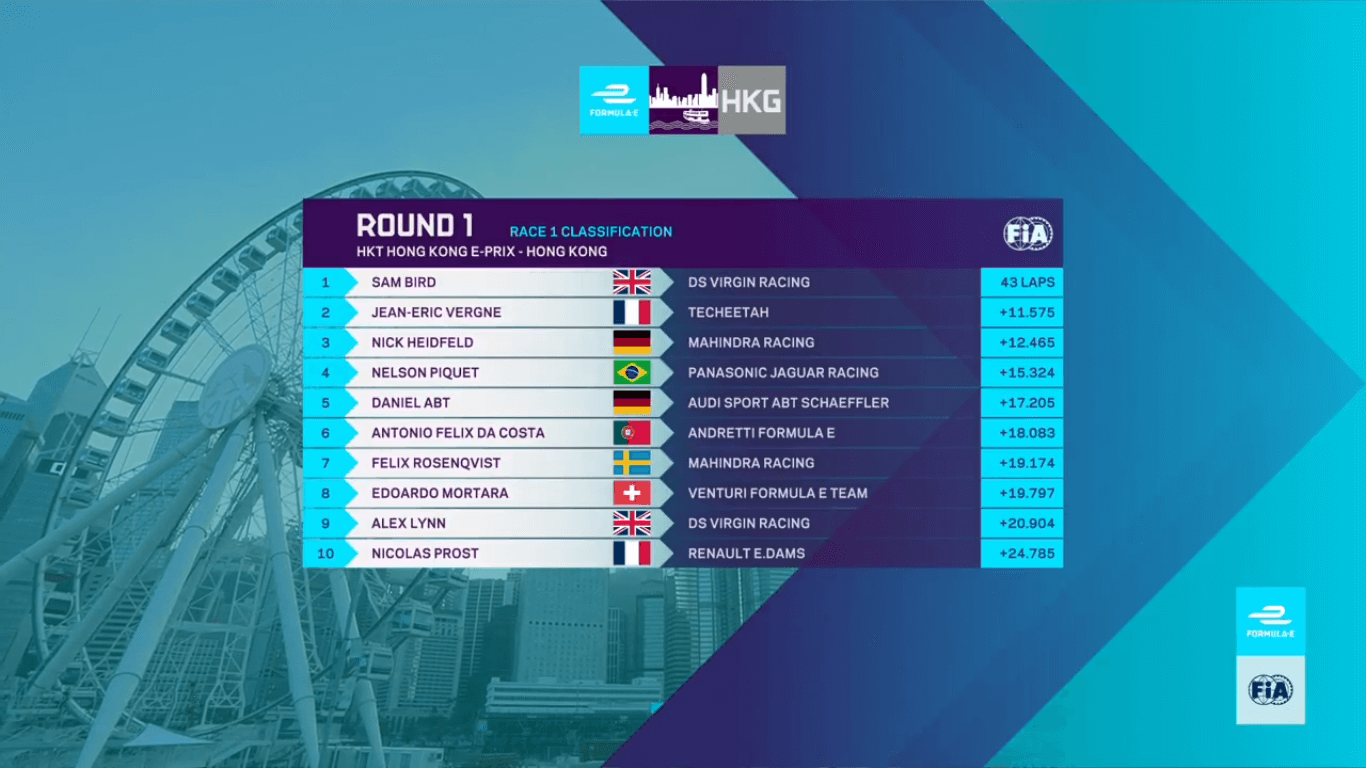 FORMULA-E HKG
ROUND 1 RACE 1 CLASSIFICATION
FIA
HKT HONG KONG E-PRIX - HONG KONG
1 SAM BIRD DS VIRGIN RACING 43 LAPS
2 JEAN-ERIC VERGNE TECHEETAH +11.575
3 NICK HEIDFELD MAHINDRA RACING +12.465
4 NELSON PIQUET PANASONIC JAGUAR RACING +15.324
5 DANIEL ABT AUDI SPORT ABT SCHAEFFLER +17.205
6 ANTONIO FELIX DA COSTA ANDRETTI FORMULA E +18.083
7 FELIX ROSENQVIST MAHINDRA RACING +19.174
8 EDOARDO MORTARA VENTURI FORMULA E TEAM +19.797
9 ALEX LYNN DS VIRGIN RACING +20.904
10 NICOLAS PROST RENAULT E.DAMS +24.785
FORMULA-E
FIA